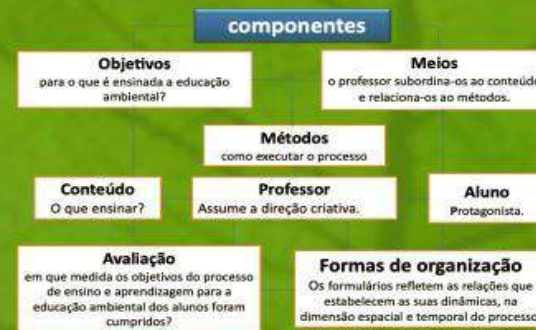 componentes
Objetivos
para o que é ensinada a educação
ambiental?
Meios
o professor subordina-os ao conteúdo
e relaciona-os ao métodos.
Métodos
como executar o processo
Conteúdo
O que ensinar?
Professor
Assume a direção criativa.
Aluno
Protagonista.
Avaliação
em que medida os objetivos do processo
de ensino e aprendizagem para a
educação ambiental dos alunos foram
cumpridos?
Formas de organização
Os formulários refletem as relações que
estabelecem as suas dinâmicas, na
dimensão espacial e temporal do processo